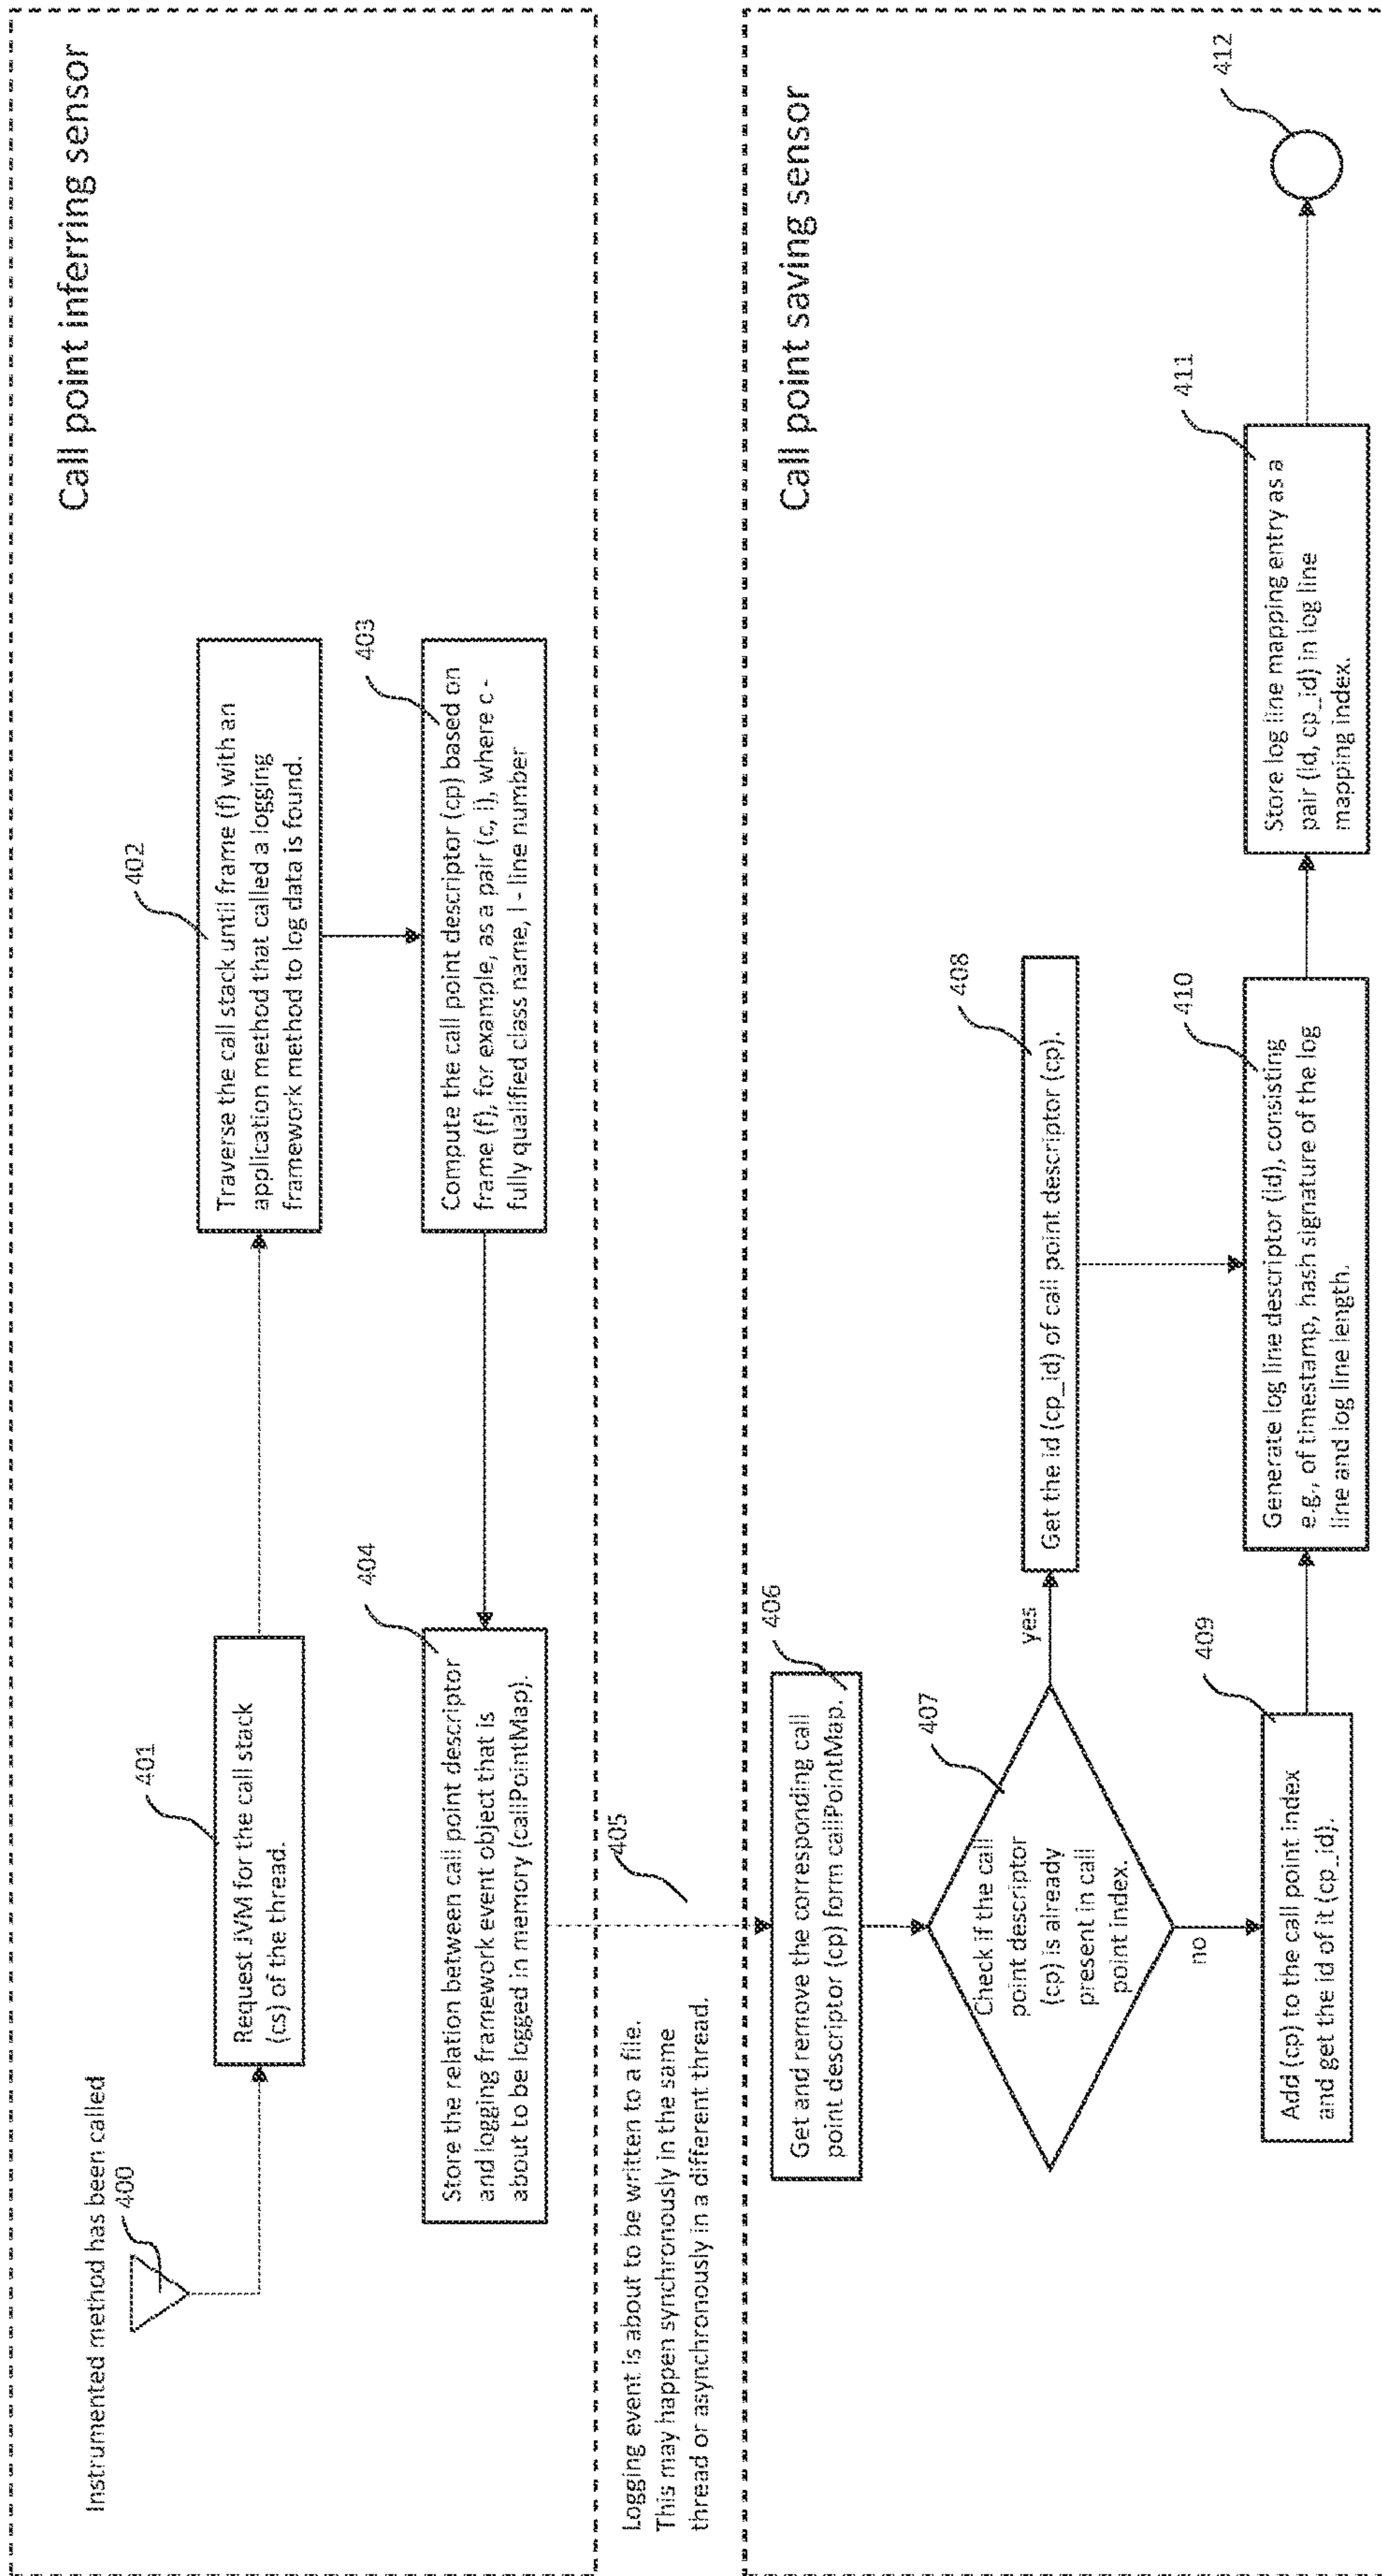 Call point inferring sensor
Instrumented method has been called
400
401
Request JVM for the call stack
(cs) of the thread.
402
Traverse the call stack until frame (f) with an
application method that called a logging
framework method to log data is found.
403
Compute the call point descriptor (cp) based on
frame (f), for example, as a pair (c, l), where c -
fully qualified class name, l - line number
404
Store the relation between call point descriptor
and logging framework event object that is
about to be logged in memory (callPointMap).
405
Logging event is about to be written to a file.
This may happen synchronously in the same
thread or asynchronously in a different thread.
Call point saving sensor
406
Get and remove the corresponding call
point descriptor (cp) form callPointMap.
407
Check if the call
point descriptor
(cp) is already
present in call
point index.
yes
no
408
Get the id (cp_id) of call point descriptor (cp).
409
Add (cp) to the call point index
and get the id of it (cp_id).
410
Generate log line descriptor (ld), consisting
e.g., of timestamp, hash signature of the log
line and log line length.
411
Store log line mapping entry as a
pair (ld, cp_id) in log line
mapping index.
412